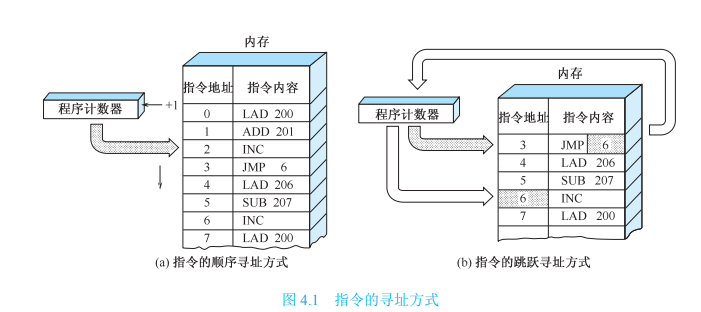 内存
指令地址 指令内容
程序计数器 +1
0 LAD 200
1 ADD 201
2 INC
3 JMP 6
4 LAD 206
5 SUB 207
6 INC
7 LAD 200
(a) 指令的顺序寻址方式
内存
程序计数器
指令地址 指令内容
3 JMP 6
4 LAD 206
5 SUB 207
6 INC
7 LAD 200
(b) 指令的跳跃寻址方式
图 4.1 指令的寻址方式